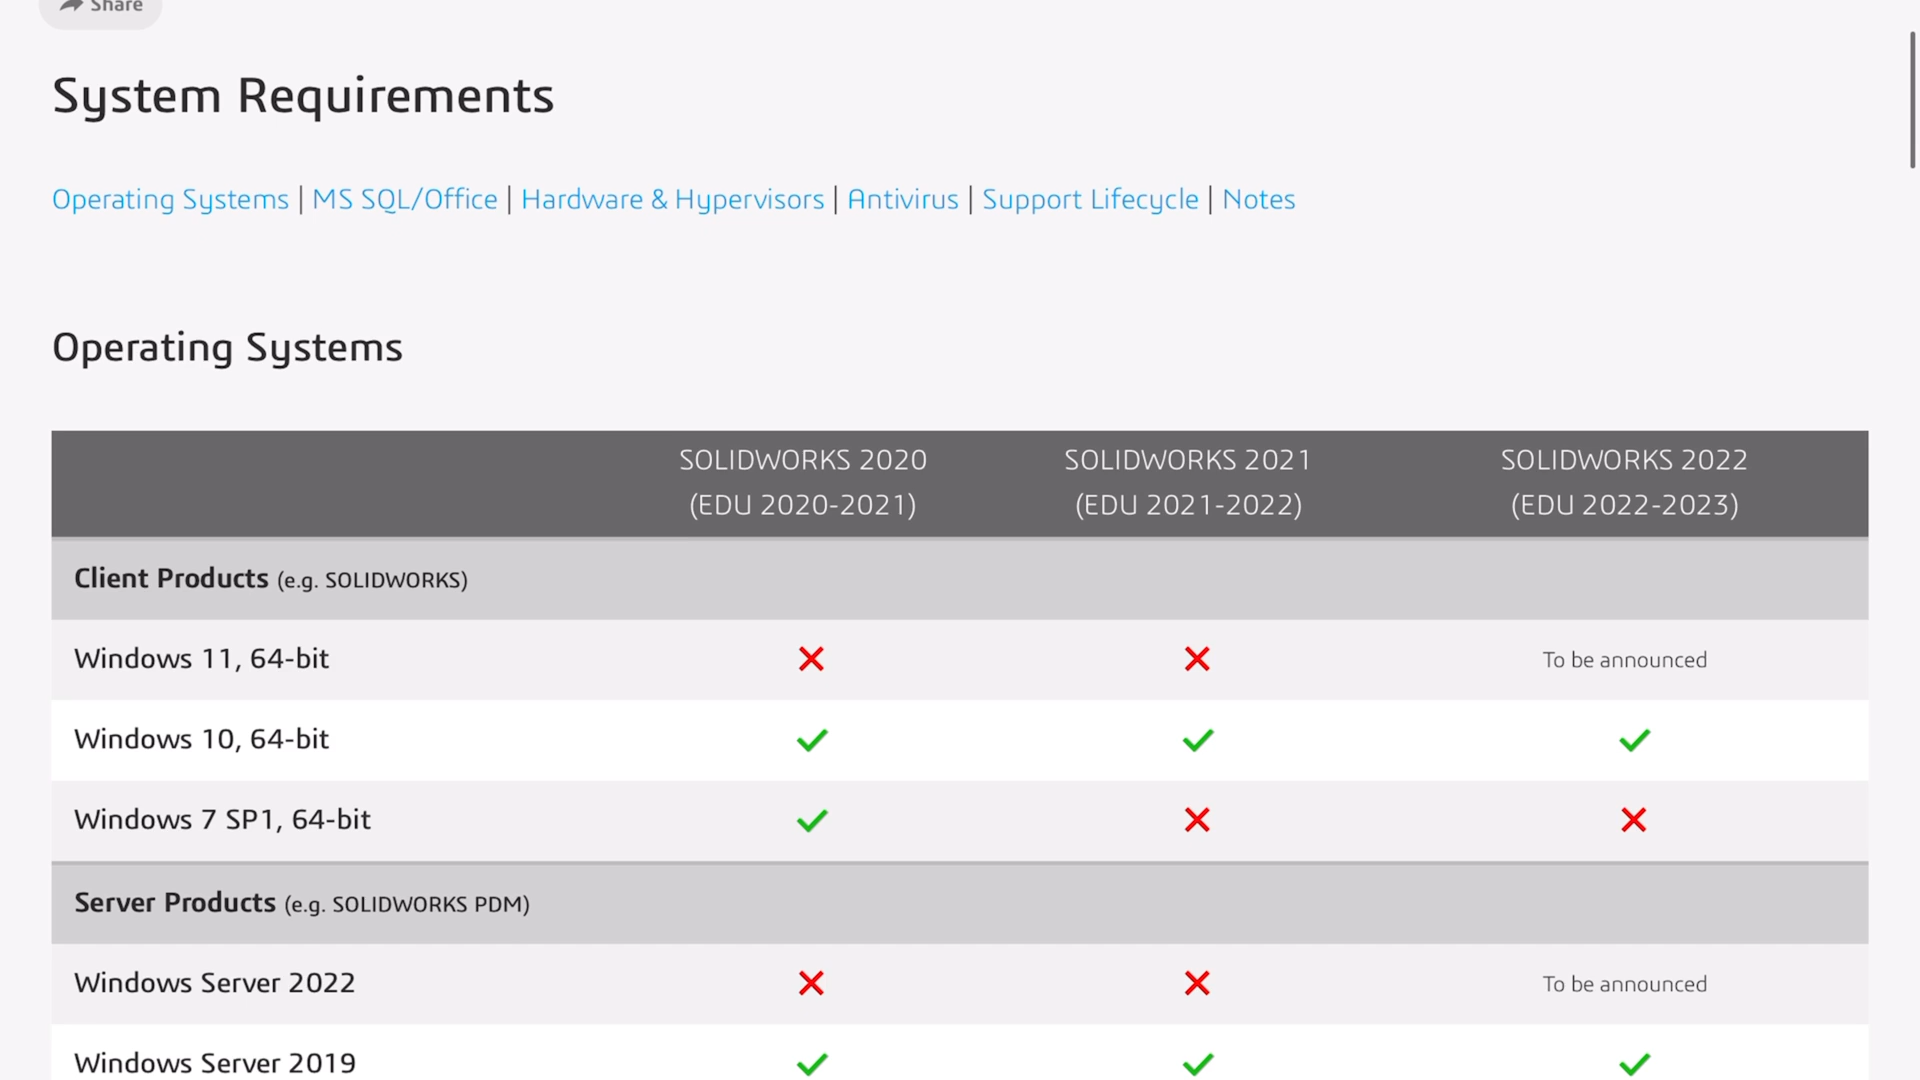 Share
System Requirements
Operating Systems | MS SQL/Office | Hardware & Hypervisors | Antivirus | Support Lifecycle | Notes
Operating Systems
SOLIDWORKS 2020 SOLIDWORKS 2021 SOLIDWORKS 2022
(EDU 2020-2021) (EDU 2021-2022) (EDU 2022-2023)
Client Products (e.g. SOLIDWORKS)
Windows 11, 64-bit To be announced
Windows 10, 64-bit
Windows 7 SP1, 64-bit
Server Products (e.g. SOLIDWORKS PDM)
Windows Server 2022 To be announced
Windows Server 2019